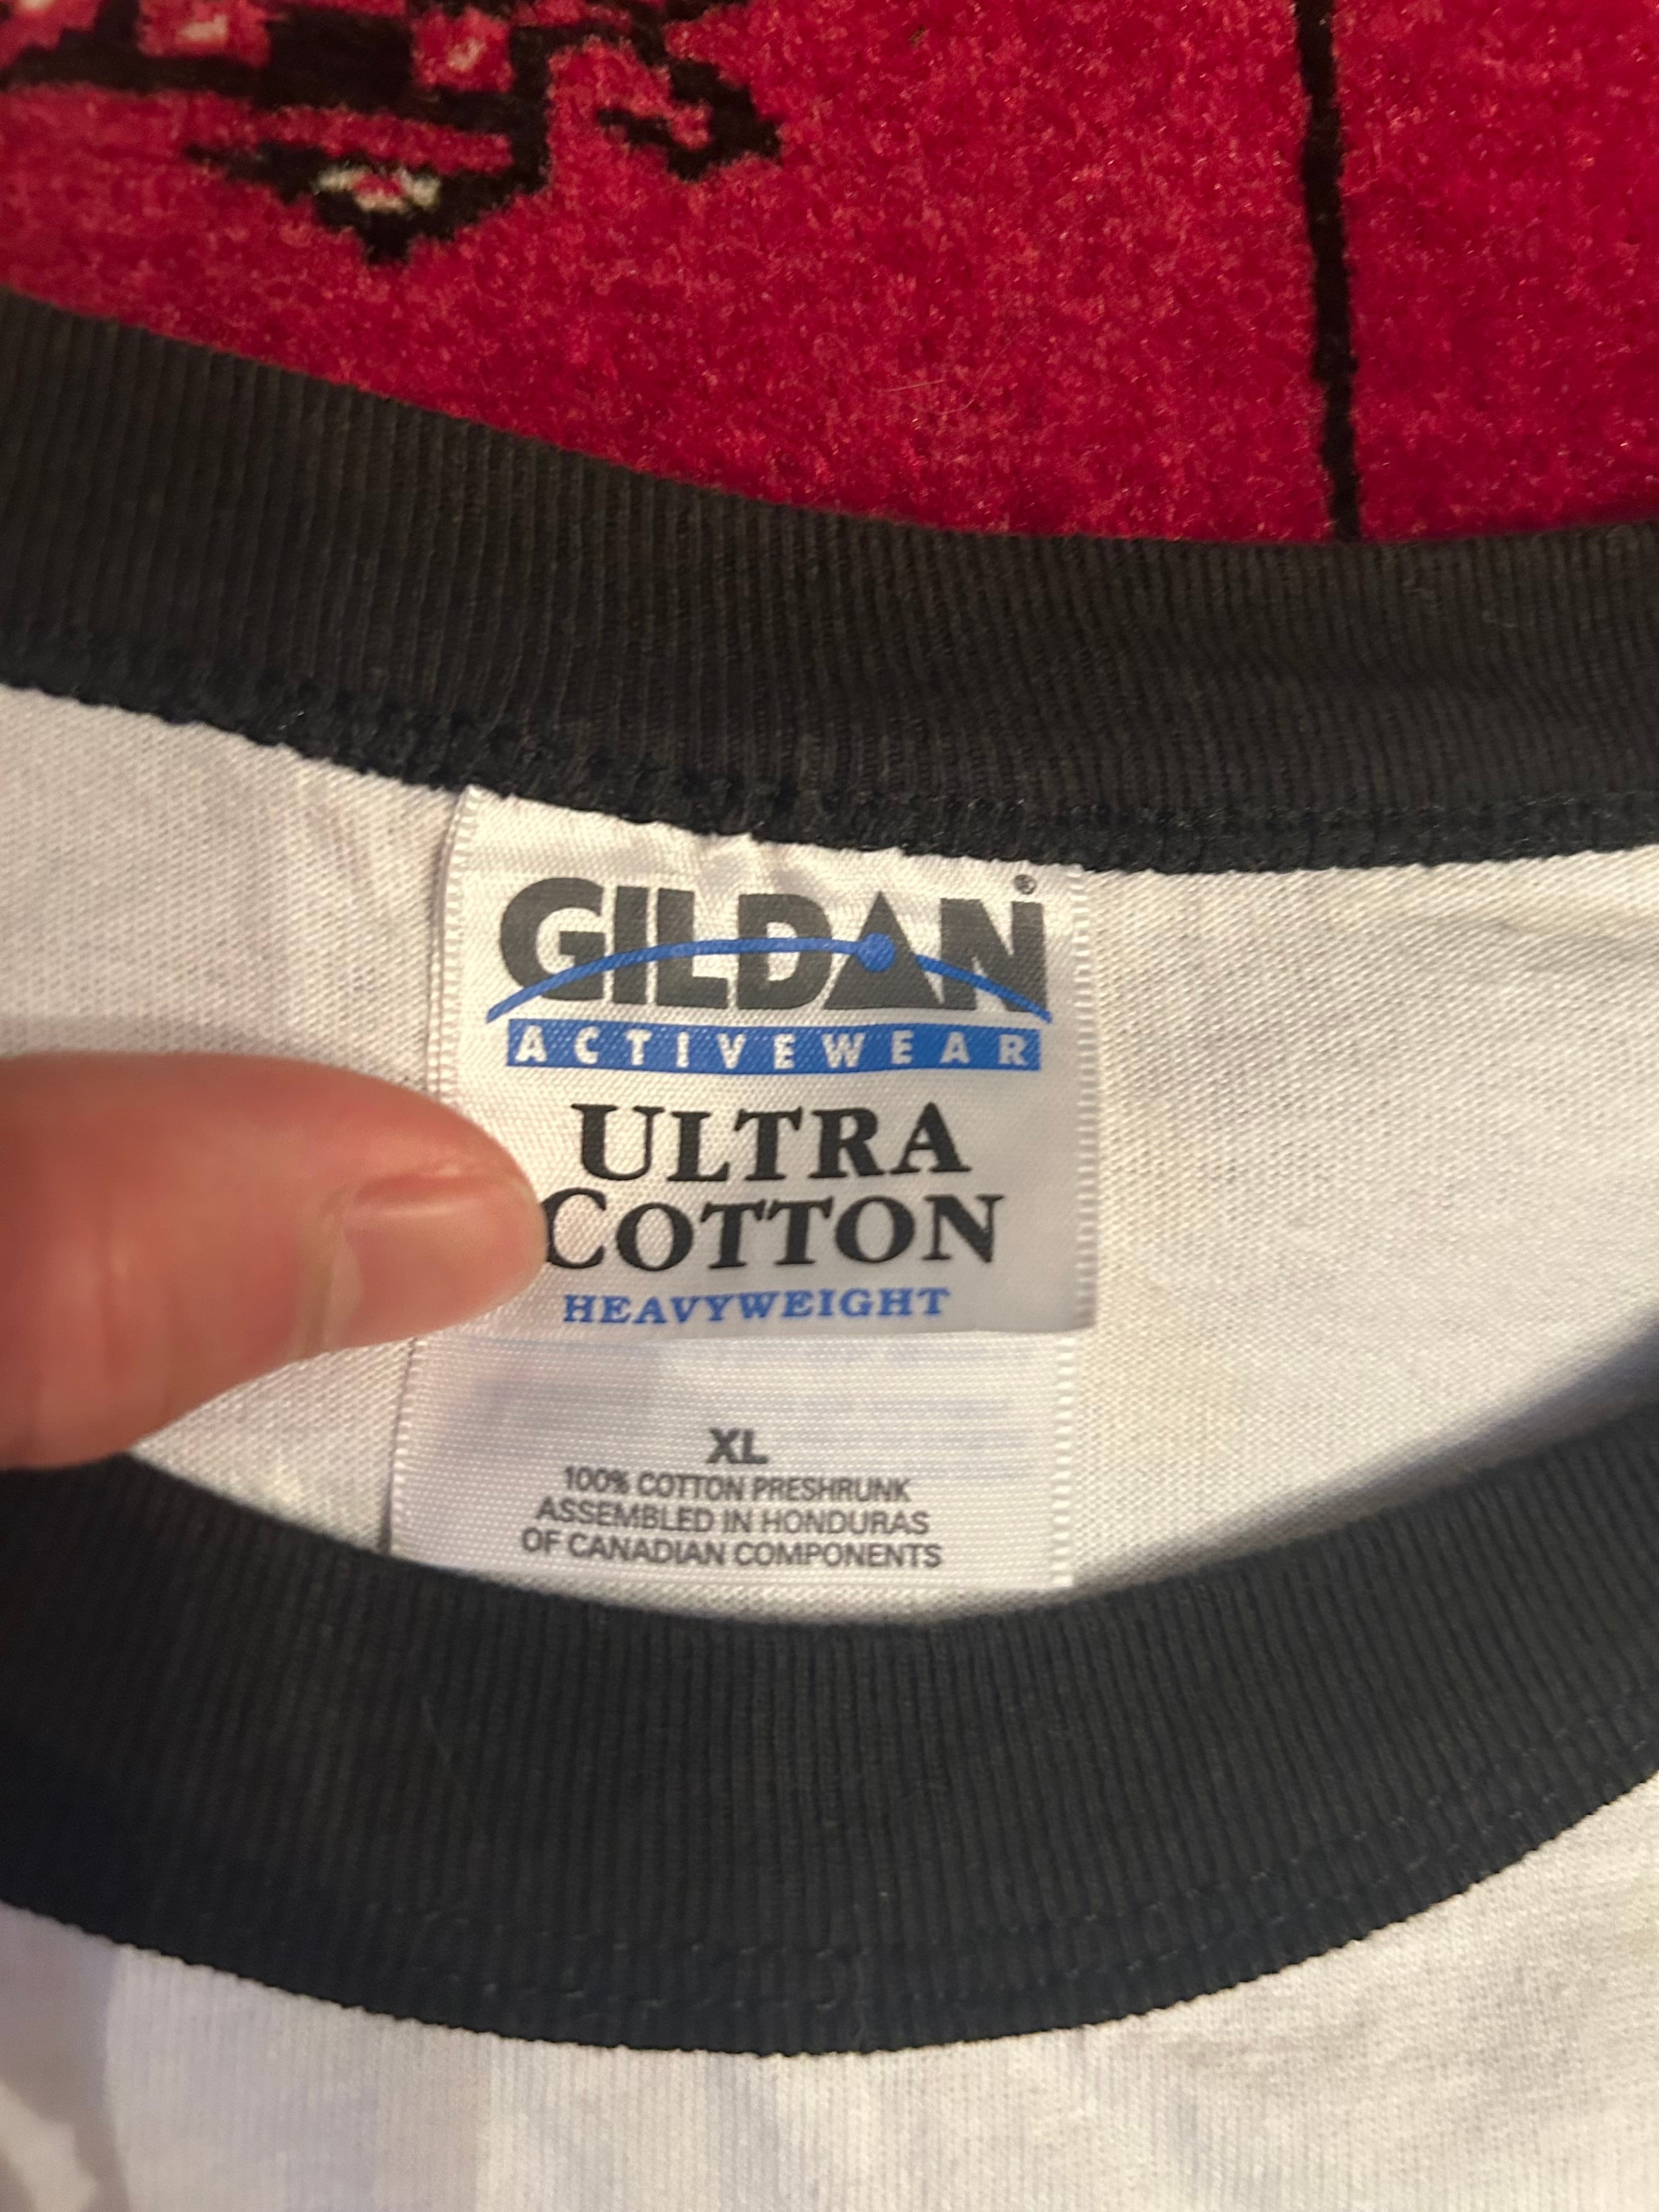 GILDAN®
ACTIVEWEAR
ULTRA
COTTON
HEAVYWEIGHT
XL
100% COTTON PRESHRUNK
ASSEMBLED IN HONDURAS
OF CANADIAN COMPONENTS